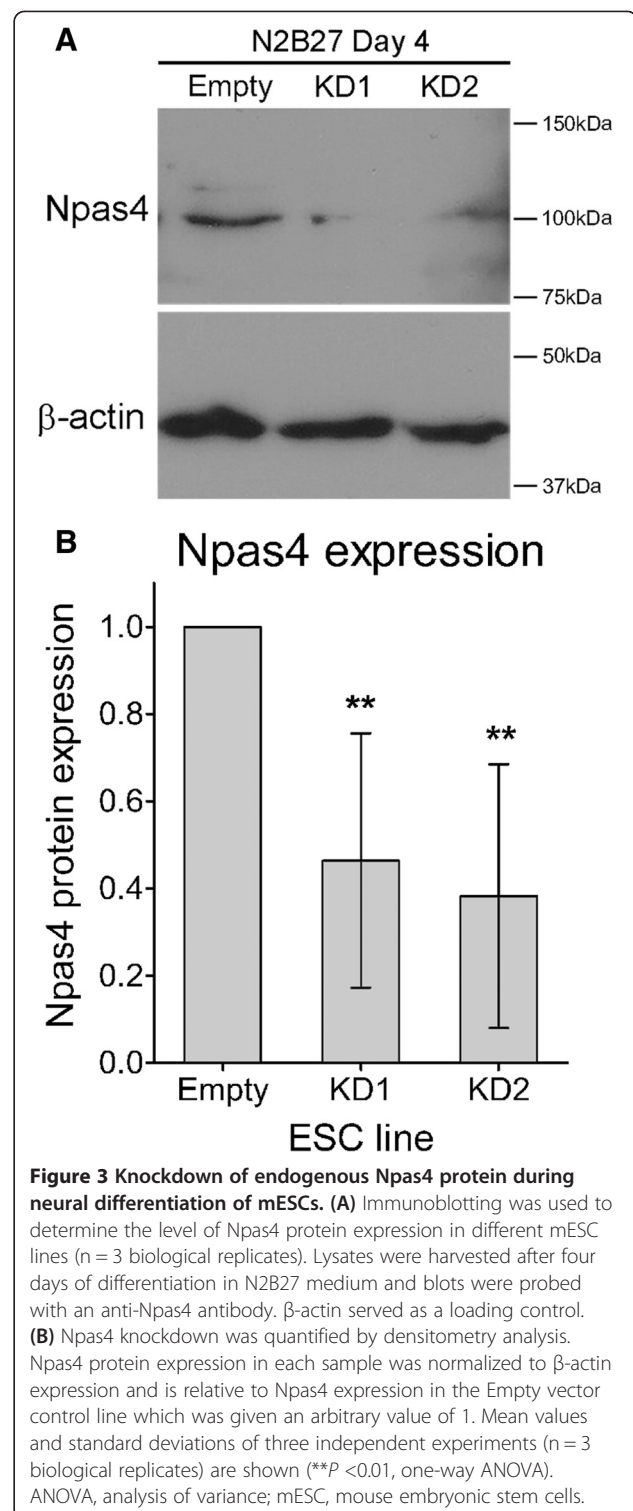 A
N2B27 Day 4
Empty KD1 KD2
150kDa
Npas4
100kDa
75kDa
50kDa
β-actin
37kDa
B
Npas4 expression
Npas4 protein expression
1.0
0.8
0.6
0.4
0.2
0.0
**
**
Empty KD1 KD2
ESC line
Figure 3 Knockdown of endogenous Npas4 protein during
neural differentiation of mESCs. (A) Immunoblotting was used to
determine the level of Npas4 protein expression in different mESC
lines (n = 3 biological replicates). Lysates were harvested after four
days of differentiation in N2B27 medium and blots were probed
with an anti-Npas4 antibody. β-actin served as a loading control.
(B) Npas4 knockdown was quantified by densitometry analysis.
Npas4 protein expression in each sample was normalized to β-actin
expression and is relative to Npas4 expression in the Empty vector
control line which was given an arbitrary value of 1. Mean values
and standard deviations of three independent experiments (n = 3
biological replicates) are shown (**P <0.01, one-way ANOVA).
ANOVA, analysis of variance; mESC, mouse embryonic stem cells.